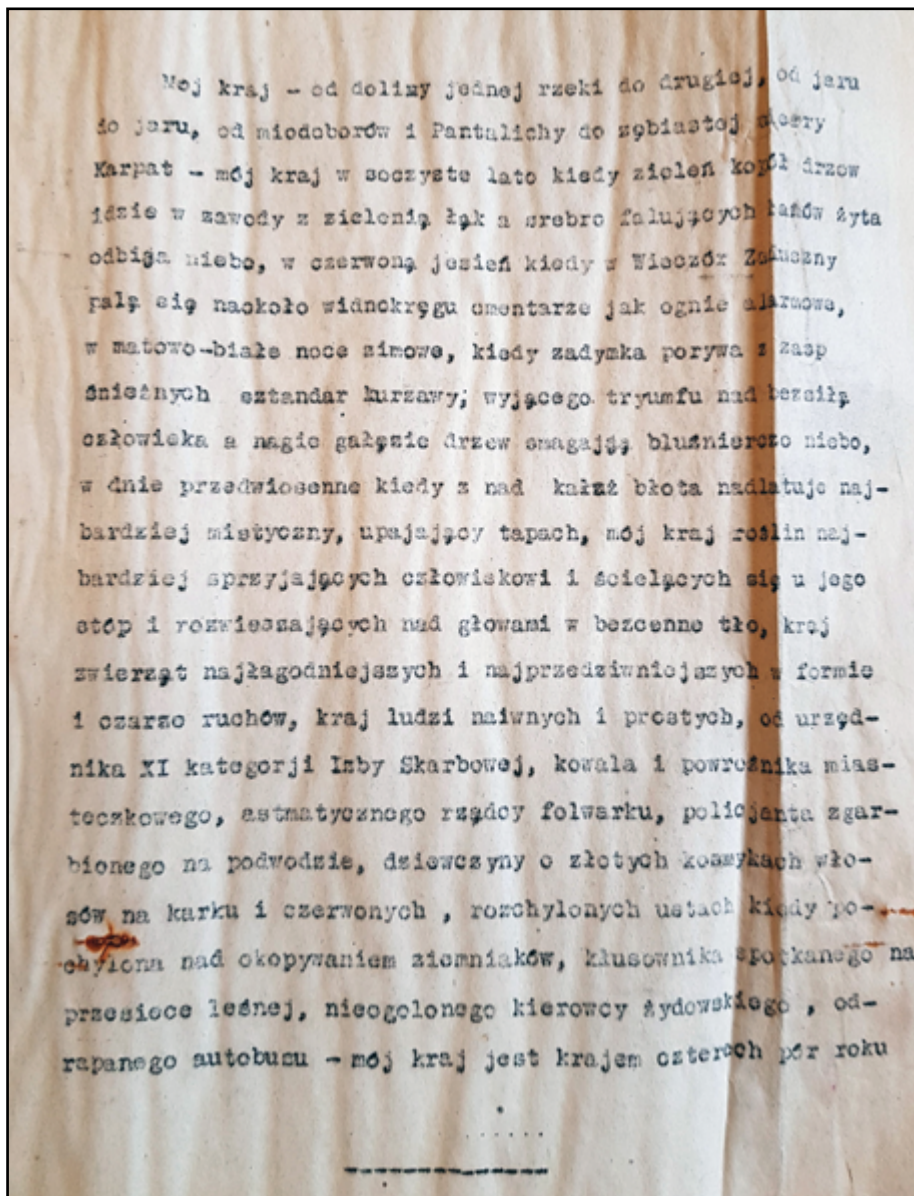 Mój kraj - od doliny jednej rzeki do drugiej, od jaru
do jaru, od miodoborów i Pantalichy do zębiastej
Karpat - mój kraj w soczyste lato kiedy zieleń kopuł drzew
idzie w zawody z zielenią łąk a srebro falujących łanów żyta
odbija niebo, w czerwoną jesień kiedy w Wieczór Zaduszny
palą się naokoło widnokręgu cmentarze jak ognie alarmowe,
w matowo-białe noce zimowe, kiedy zadymka porywa z zasp
śnieżnych sztandar kurzawy, wyjącego tryumfu nad bezsiłą
człowieka a nagie gałęzie drzew smagają bluźnierczo niebo,
w dnie przedwiosenne kiedy z nad kałuż błota nadlatuje naj-
bardziej mistyczny, upajający tapach, mój kraj roślin naj-
bardziej sprzyjających człowiekowi i ścielących się u jego
stóp i rozwieszających nad głowami w bezcenne tło, kraj
zwierząt najłagodniejszych i najprzedziwniejszych w formie
i czarze ruchów, kraj ludzi naiwnych i prostych, od urzęd-
nika XI kategorji Izby Skarbowej, kowala i powroźnika mias-
teczkowego, astmatycznego rządcy folwarku, policjanta zgar-
bionego na podwodzie, dziewczyny o złotych koszykach wło-
sów na karku i czerwonych , rozchylonych ustach kiedy po-
chylona nad okopywaniem ziemniaków, kłusownika spotkanego na
przesiece leśnej, nieogolonego kierowcy żydowskiego , od-
rapanego autobusu - mój kraj jest krajem czterech pór roku